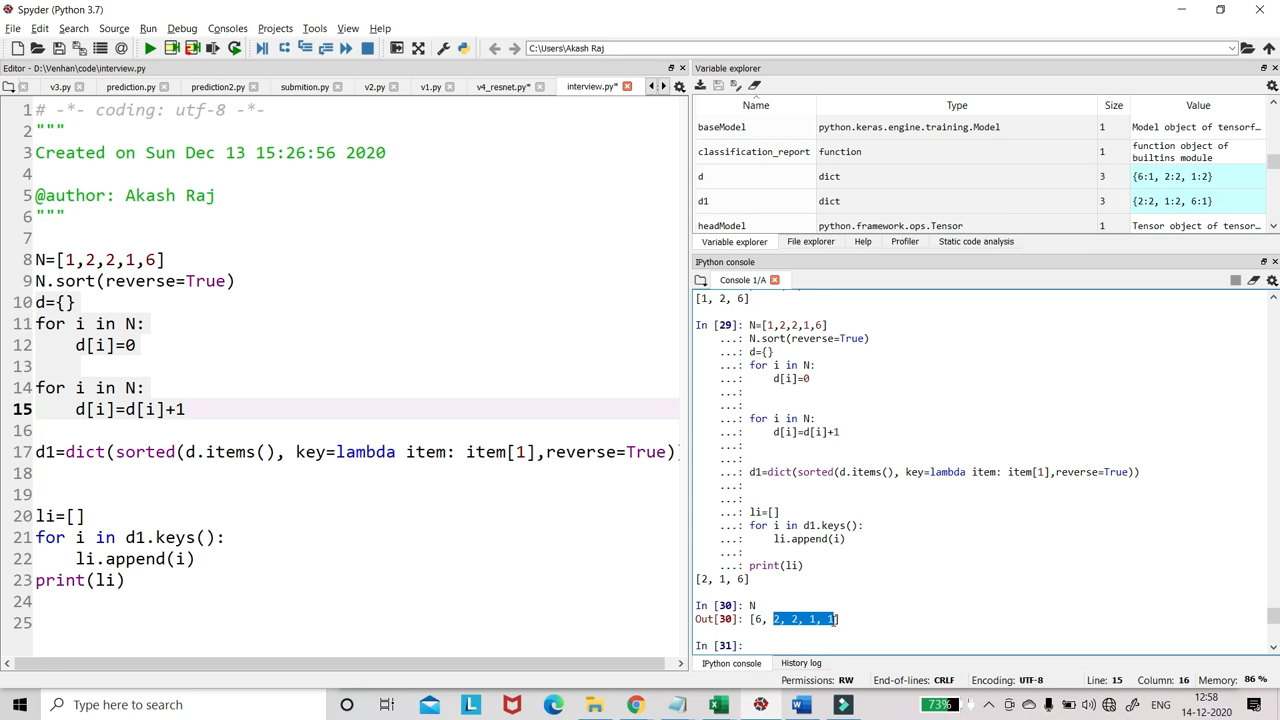 Spyder (Python 3.7)
File Edit Search Source Run Debug Consoles Projects Tools View Help
C:\Users\Akash Raj
Editor - D:\Venhan\code\interview.py
v3.py prediction.py prediction2.py submition.py v2.py v1.py v4_resnet.py* interview.py*
1 # -*- coding: utf-8 -*-
2 """
3 Created on Sun Dec 13 15:26:56 2020
4
5 @author: Akash Raj
6 """
7
8 N=[1,2,2,1,6]
9 N.sort(reverse=True)
10 d={}
11 for i in N:
12     d[i]=0
13
14 for i in N:
15     d[i]=d[i]+1
16
17 d1=dict(sorted(d.items(), key=lambda item: item[1],reverse=True)
18
19
20 li=[]
21 for i in d1.keys():
22     li.append(i)
23 print(li)
24
25
Variable explorer
Name Type Size Value
baseModel python.keras.engine.training.Model 1 Model object of tensorf…
classification_report function 1 function object of
builtins module
d dict 3 {6:1, 2:2, 1:2}
d1 dict 3 {2:2, 1:2, 6:1}
headModel python.framework.ops.Tensor 1 Tensor object of tensor…
Variable explorer File explorer Help Profiler Static code analysis
IPython console
Console 1/A
[1, 2, 6]
In [29]: N=[1,2,2,1,6]
...: N.sort(reverse=True)
...: d={}
...: for i in N:
...:     d[i]=0
...:
...:
...: for i in N:
...:     d[i]=d[i]+1
...:
...:
...: d1=dict(sorted(d.items(), key=lambda item: item[1],reverse=True))
...:
...:
...: li=[]
...: for i in d1.keys():
...:     li.append(i)
...:
...: print(li)
[2, 1, 6]
In [30]: N
Out[30]: [6, 2, 2, 1, 1]
In [31]:
IPython console History log
Permissions: RW End-of-lines: CRLF Encoding: UTF-8 Line: 15 Column: 16 Memory: 86 %
Type here to search
73% ENG
12:58
14-12-2020